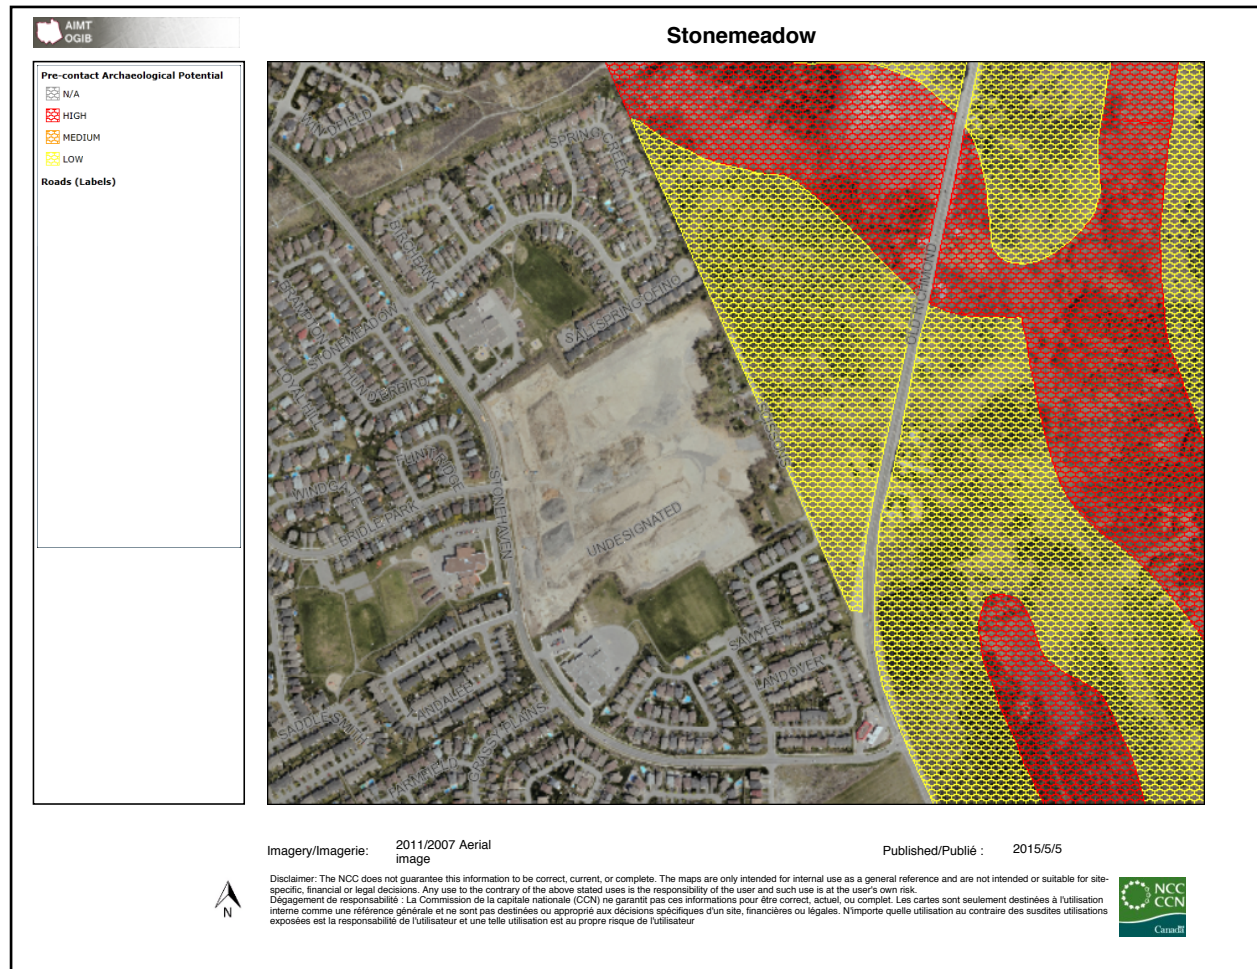 AIMT
OGIB
Stonemeadow
Pre-contact Archaeological Potential
N/A
HIGH
MEDIUM
LOW
Roads (Labels)
WINDFIELD
SPRING CREEK
BIRCHBANK
SALTSPRING
STONEMEADOW
THUNDERBIRD
LOYAL HILL
FLINTRIDGE
WINDGATE
BRIDLE PARK
STONEHAVEN
UNDESIGNATED
SCISSONS
OLD RICHMOND
SAWYER
LANDOVER
GRASSY PLAINS
FARMFIELD
Imagery/Imagerie: 2011/2007 Aerial
image
Published/Publié : 2015/5/5
N
Disclaimer: The NCC does not guarantee this information to be correct, current, or complete. The maps are only intended for internal use as a general reference and are not intended or suitable for site-
specific, financial or legal decisions. Any use to the contrary of the above stated uses is the responsibility of the user and such use is at the user's own risk.
Dégagement de responsabilité : La Commission de la capitale nationale (CCN) ne garantit pas ces informations pour être correct, actuel, ou complet. Les cartes sont seulement destinées à l'utilisation
interne comme une référence générale et ne sont pas destinées ou approprié aux décisions spécifiques d'un site, financières ou légales. N'importe quelle utilisation au contraire des susdites utilisations
exposées est la responsabilité de l'utilisateur et une telle utilisation est au propre risque de l'utilisateur
NCC
CCN
Canada